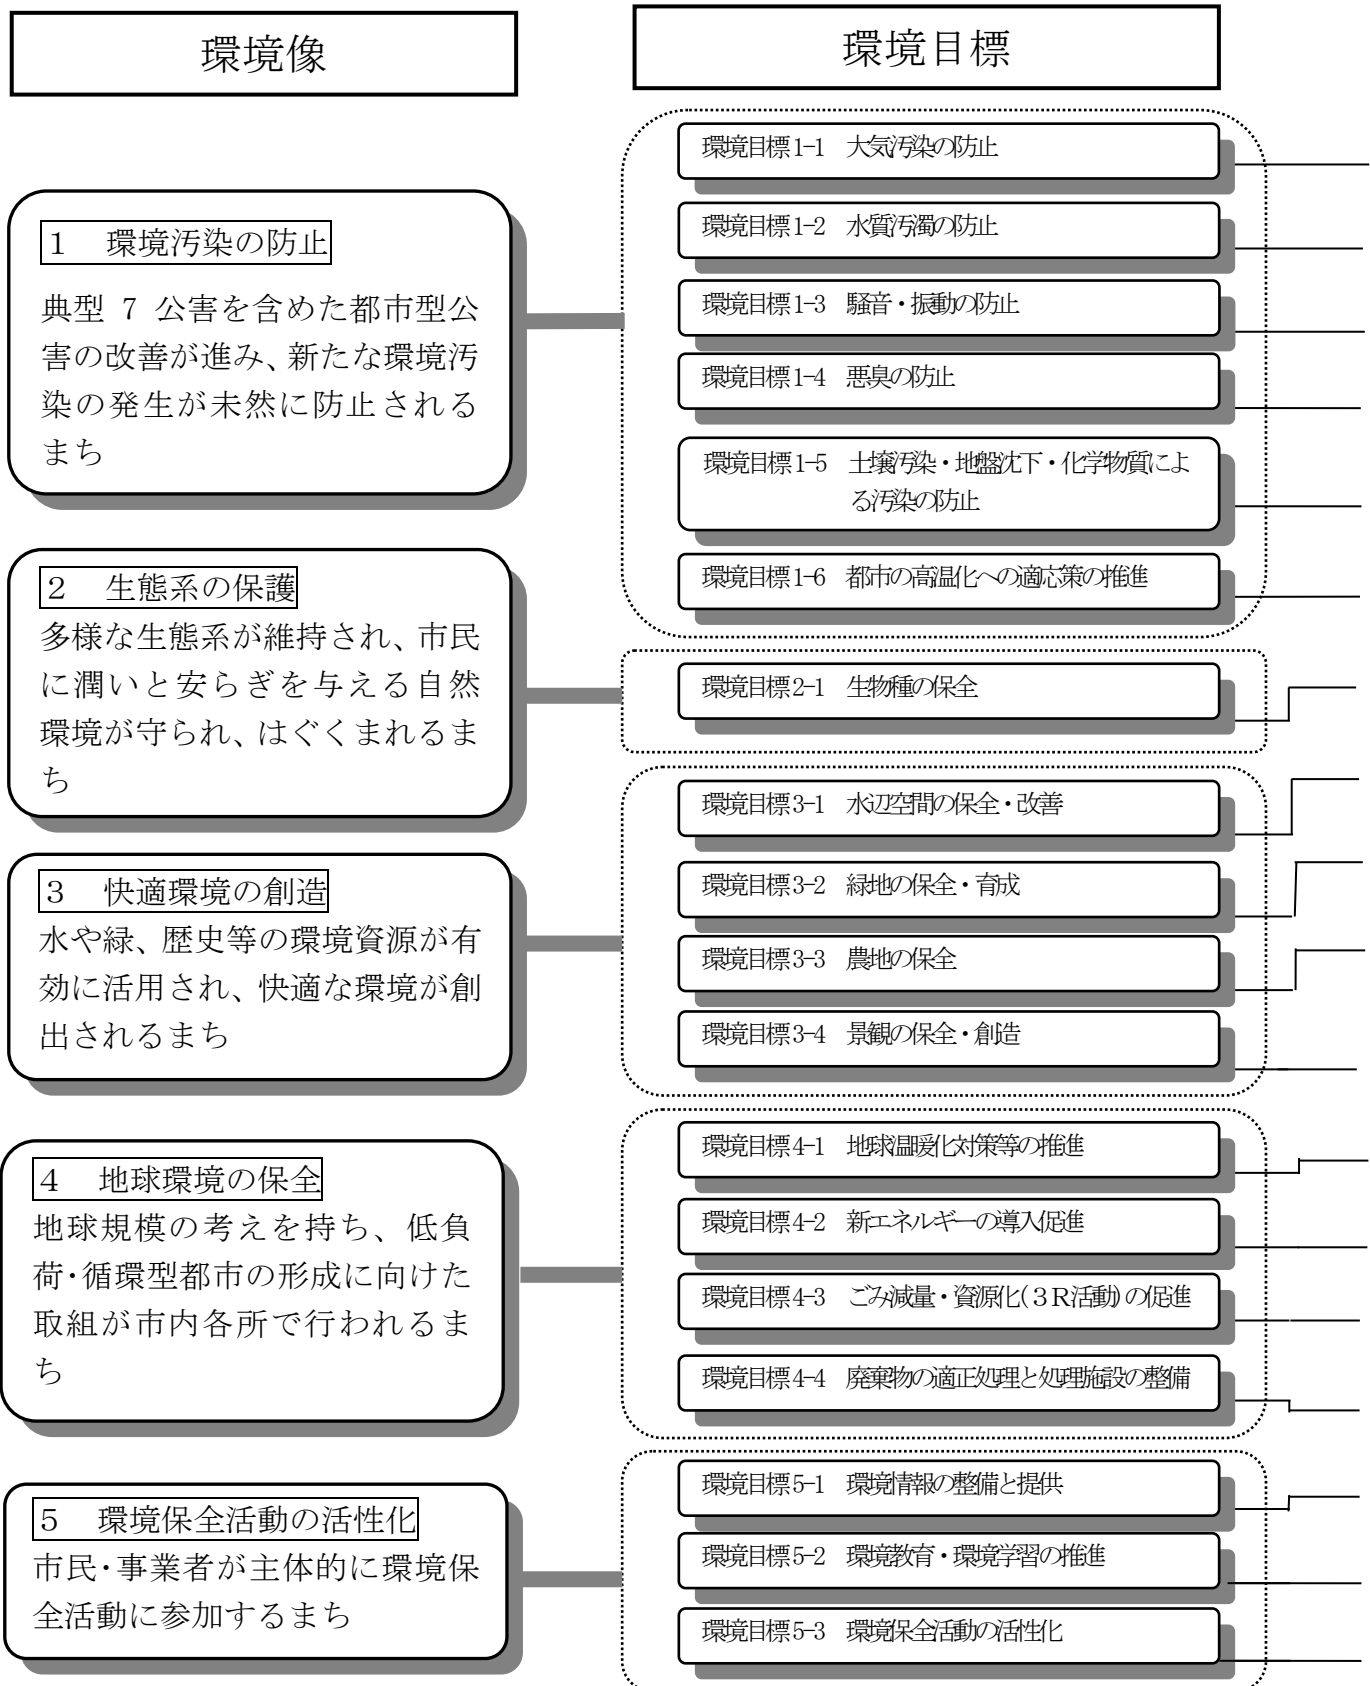 環境像
環境目標
１　環境汚染の防止
典型 7 公害を含めた都市型公
害の改善が進み、新たな環境汚
染の発生が未然に防止される
まち
環境目標1-1　大気汚染の防止
環境目標1-2　水質汚濁の防止
環境目標1-3　騒音・振動の防止
環境目標1-4　悪臭の防止
環境目標1-5　土壌汚染・地盤沈下・化学物質によ
る汚染の防止
環境目標1-6　都市の高温化への適応策の推進
２　生態系の保護
多様な生態系が維持され、市民
に潤いと安らぎを与える自然
環境が守られ、はぐくまれるま
ち
環境目標2-1　生物種の保全
３　快適環境の創造
水や緑、歴史等の環境資源が有
効に活用され、快適な環境が創
出されるまち
環境目標3-1　水辺空間の保全・改善
環境目標3-2　緑地の保全・育成
環境目標3-3　農地の保全
環境目標3-4　景観の保全・創造
４　地球環境の保全
地球規模の考えを持ち、低負
荷・循環型都市の形成に向けた
取組が市内各所で行われるま
ち
環境目標4-1　地球温暖化対策等の推進
環境目標4-2　新エネルギーの導入促進
環境目標4-3　ごみ減量・資源化(３Ｒ活動)の促進
環境目標4-4　廃棄物の適正処理と処理施設の整備
５　環境保全活動の活性化
市民・事業者が主体的に環境保
全活動に参加するまち
環境目標5-1　環境情報の整備と提供
環境目標5-2　環境教育・環境学習の推進
環境目標5-3　環境保全活動の活性化